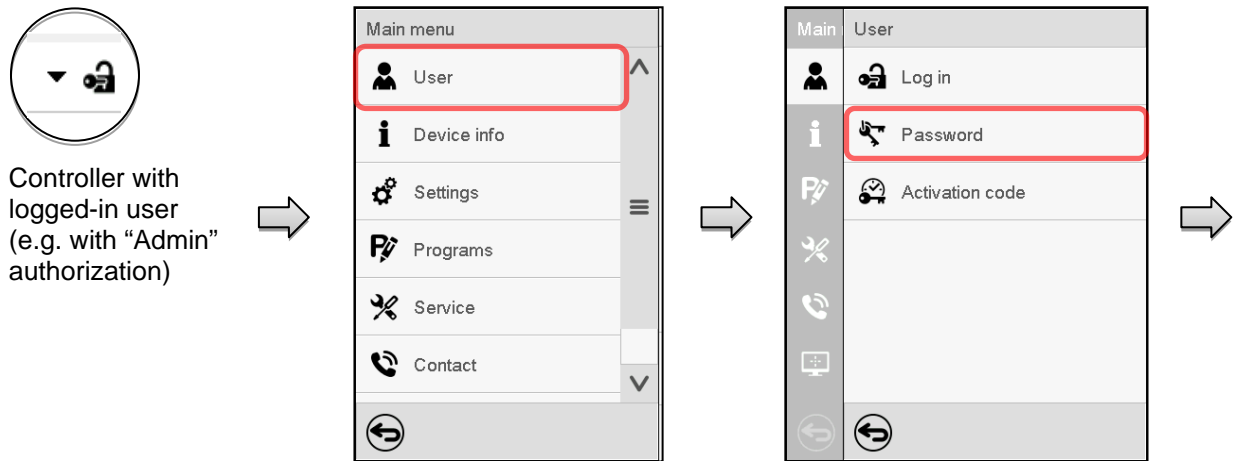 Controller with
logged-in user
(e.g. with “Admin”
authorization)
Main menu
User
Device info
Settings
Programs
Service
Contact
Main
User
Log in
Password
Activation code